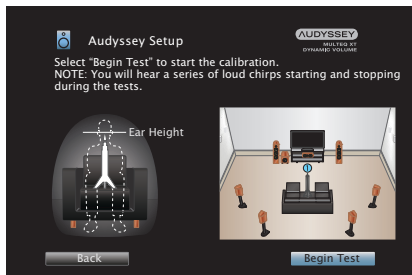 Audyssey Setup
AUDYSSEY
MULTEQ XT
DYNAMIC VOLUME
Select “Begin Test” to start the calibration.
NOTE: You will hear a series of loud chirps starting and stopping
during the tests.
Ear Height
Back
Begin Test